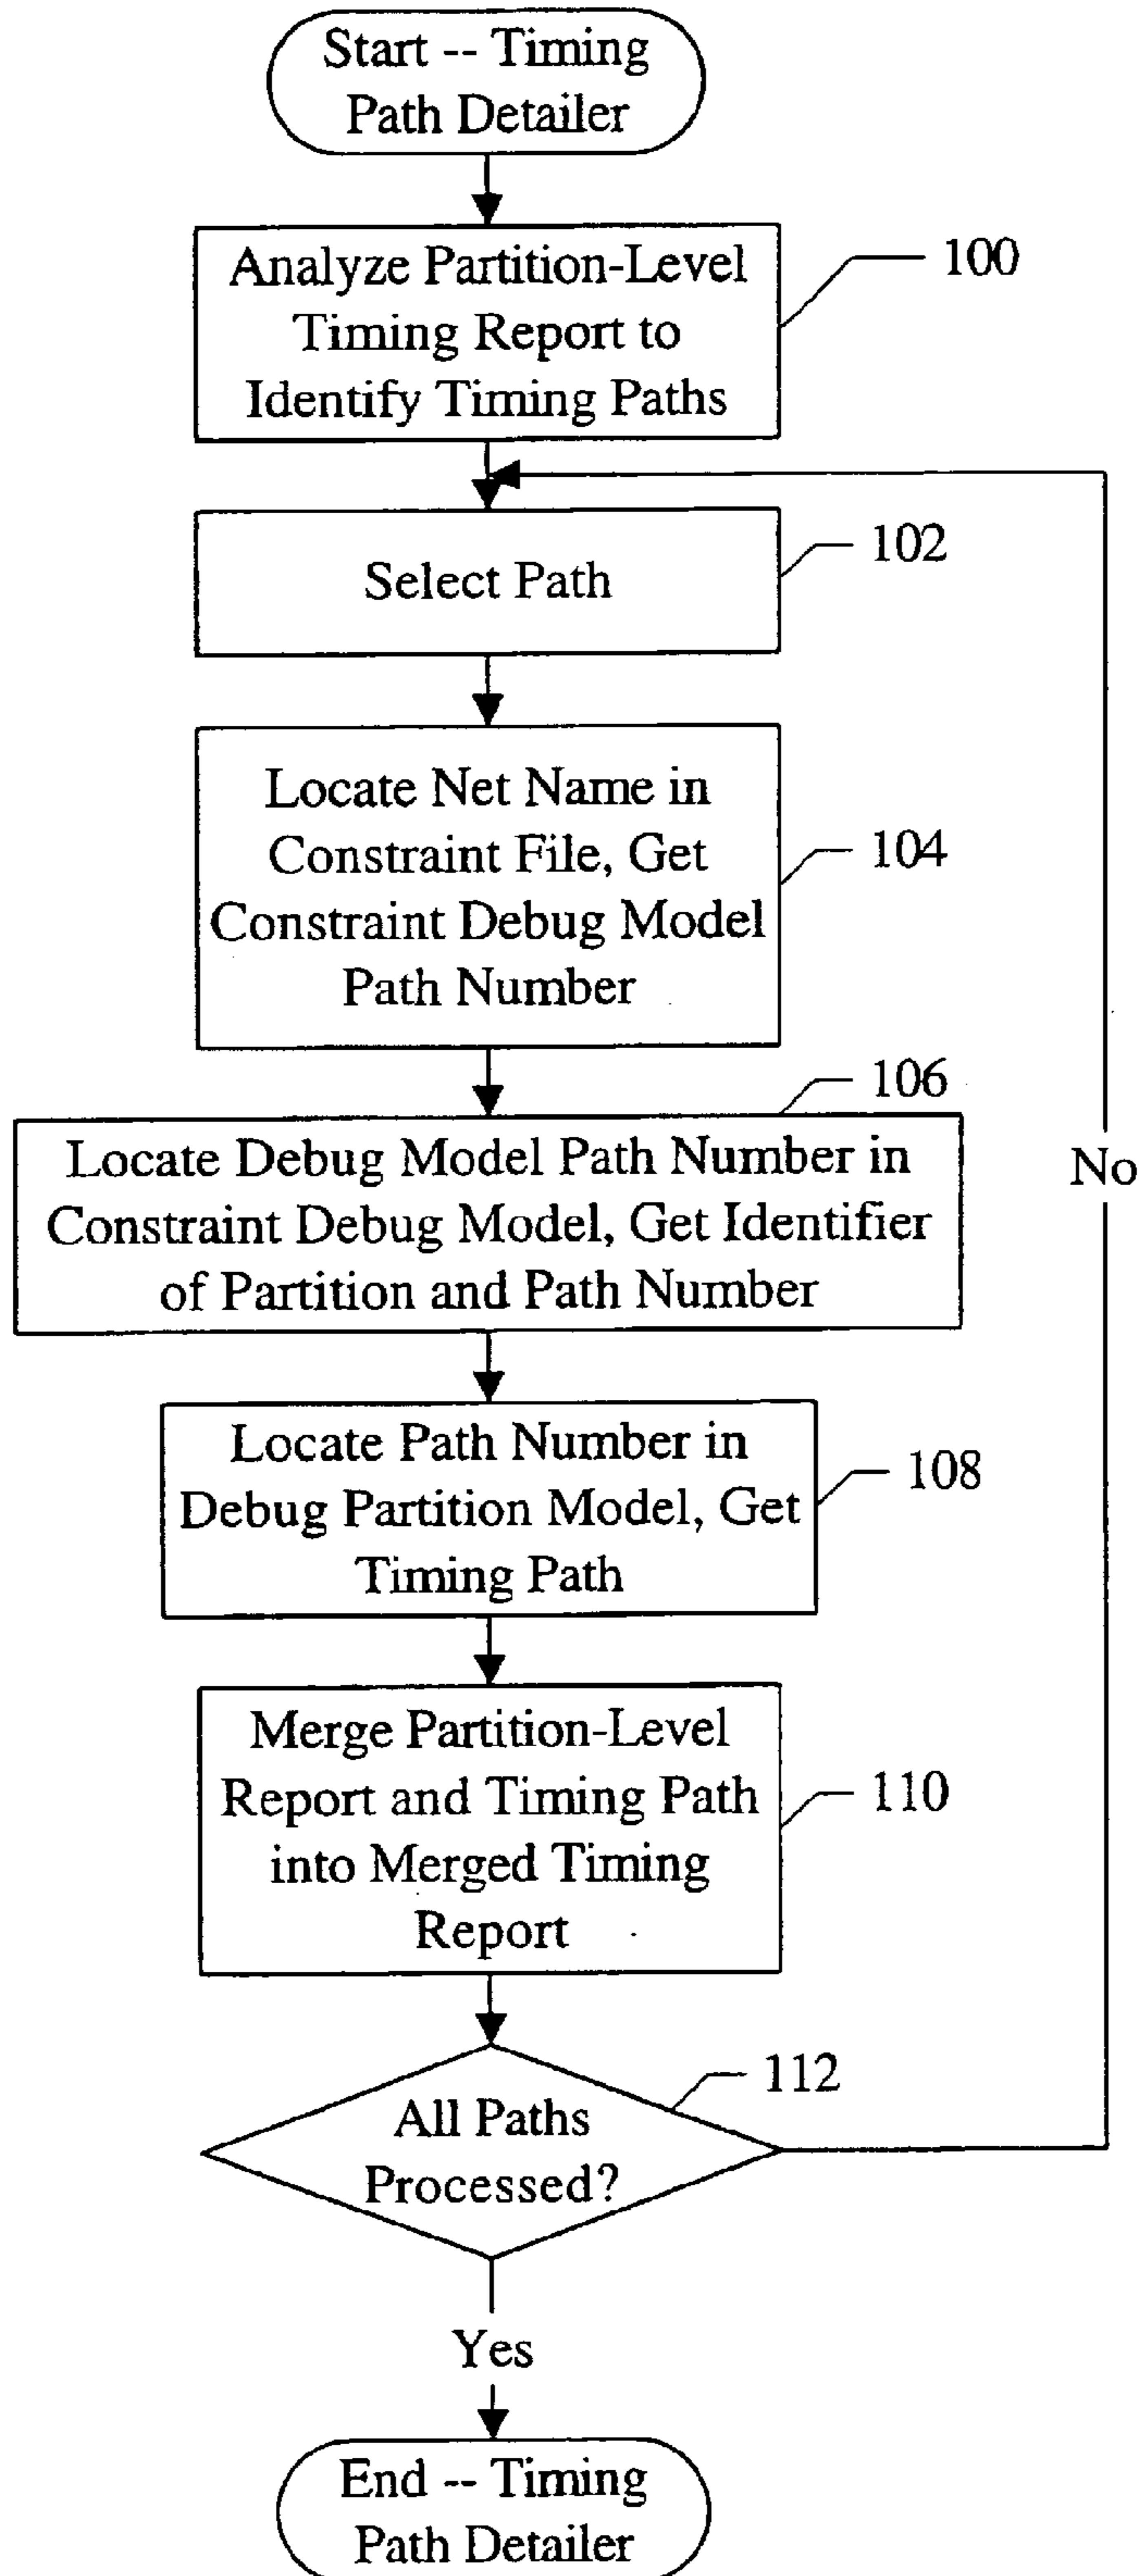 Start -- Timing
Path Detailer
Analyze Partition-Level
Timing Report to
Identify Timing Paths
100
Select Path
102
Locate Net Name in
Constraint File, Get
Constraint Debug Model
Path Number
104
106
Locate Debug Model Path Number in
Constraint Debug Model, Get Identifier
of Partition and Path Number
No
Locate Path Number in
Debug Partition Model, Get
Timing Path
108
Merge Partition-Level
Report and Timing Path
into Merged Timing
Report
110
112
All Paths
Processed?
Yes
End -- Timing
Path Detailer